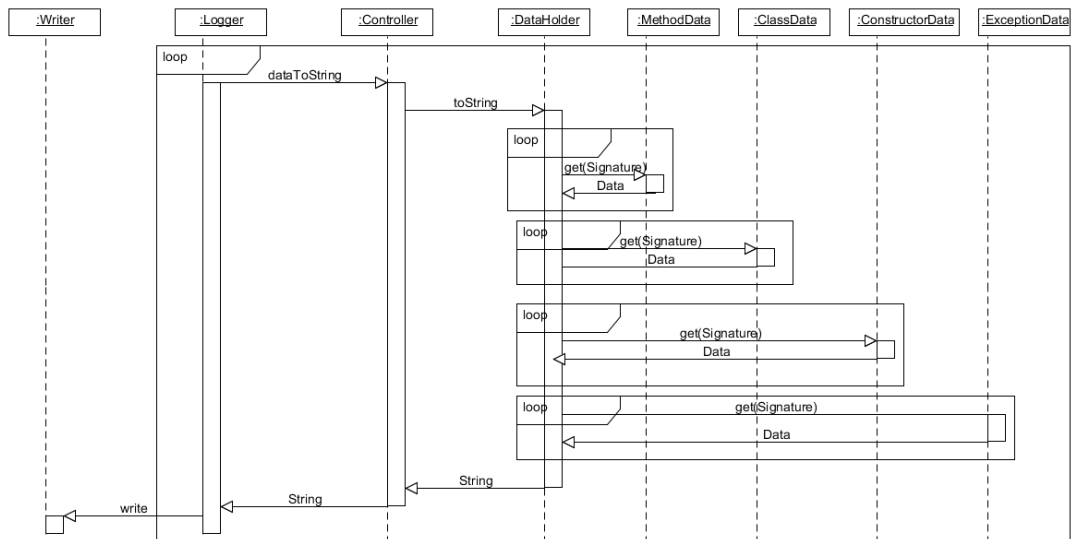 :Writer
:Logger
:Controller
:DataHolder
:MethodData
:ClassData
:ConstructorData
:ExceptionData
loop
dataToString
toString
loop
get(Signature)
Data
loop
get(Signature)
Data
loop
get(Signature)
Data
loop
get(Signature)
Data
String
String
write